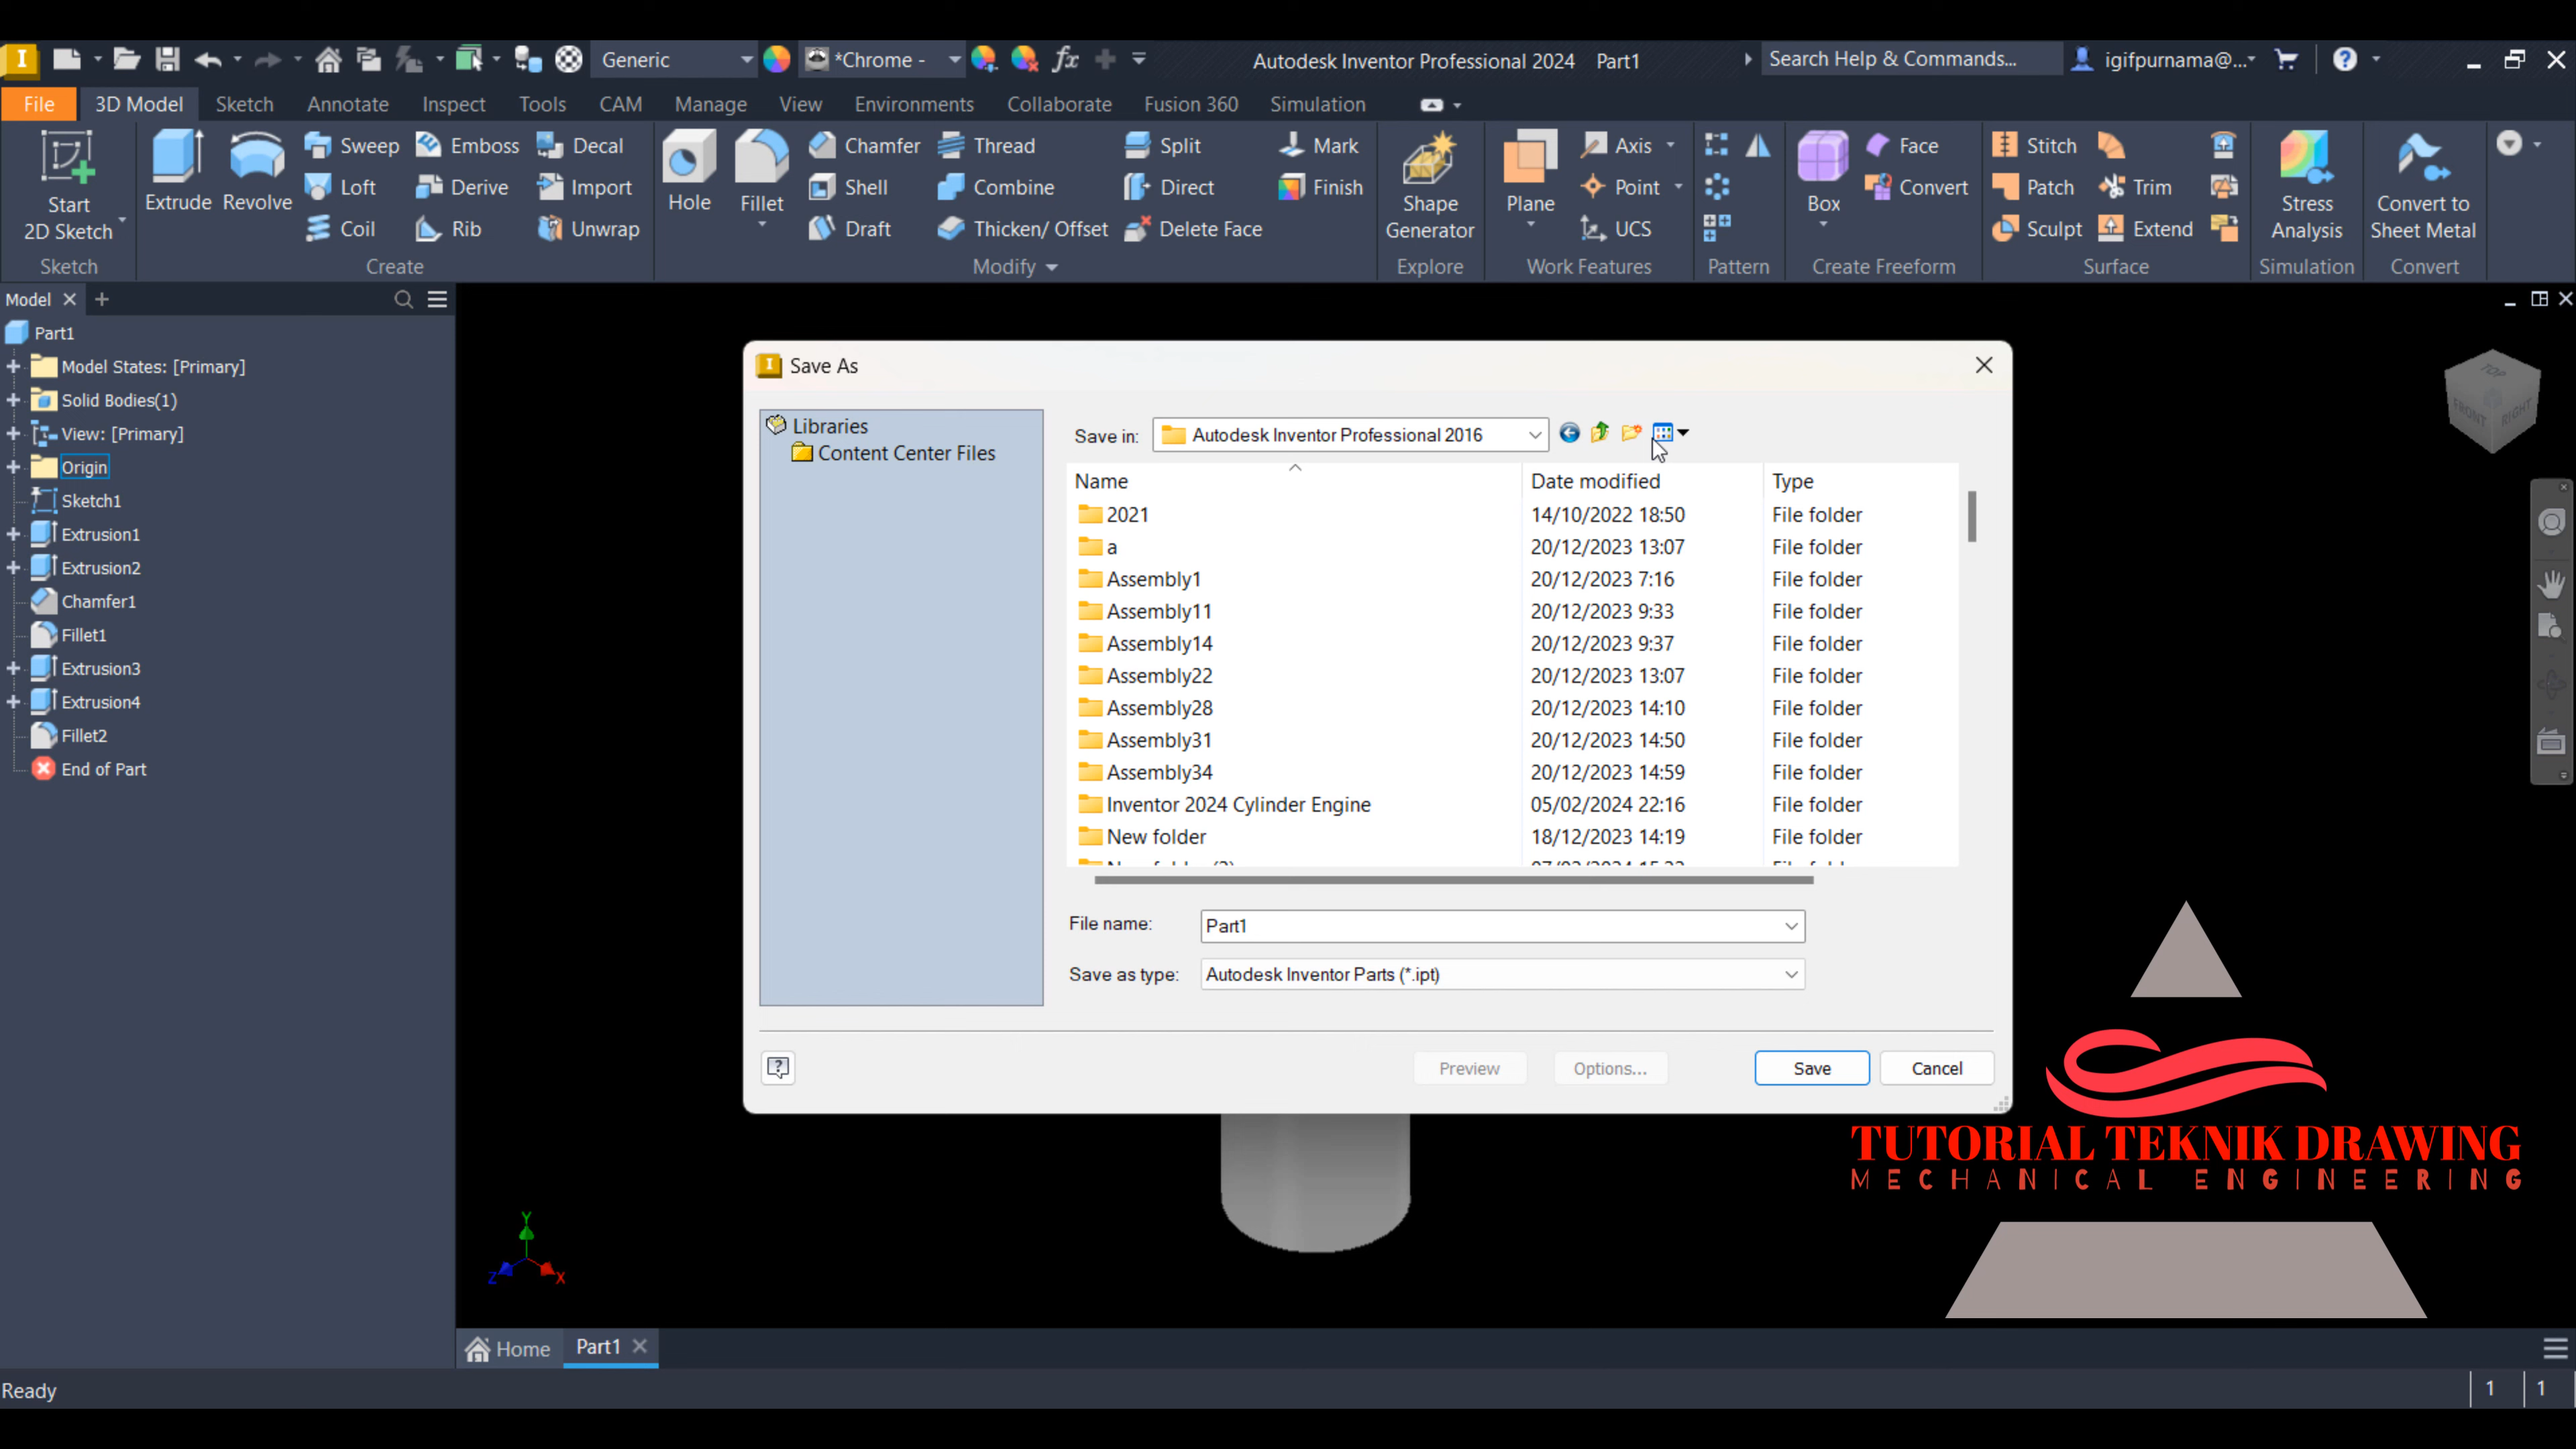 Generic
*Chrome -
fx
Autodesk Inventor Professional 2024 Part1
Search Help & Commands...
igifpurnama@...
File 3D Model Sketch Annotate Inspect Tools CAM Manage View Environments Collaborate Fusion 360 Simulation
Start
2D Sketch
Extrude
Revolve
Sweep
Loft
Coil
Emboss
Derive
Rib
Decal
Import
Unwrap
Hole
Fillet
Chamfer
Shell
Draft
Thread
Combine
Thicken/ Offset
Split
Direct
Delete Face
Mark
Finish
Shape
Generator
Plane
Axis
Point
UCS
Box
Face
Convert
Stitch
Patch
Sculpt
Trim
Extend
Stress
Analysis
Convert to
Sheet Metal
Sketch Create Modify Explore Work Features Pattern Create Freeform Surface Simulation Convert
Model
Part1
Model States: [Primary]
Solid Bodies(1)
View: [Primary]
Origin
Sketch1
Extrusion1
Extrusion2
Chamfer1
Fillet1
Extrusion3
Extrusion4
Fillet2
End of Part
Save As
Libraries
Content Center Files
Save in: Autodesk Inventor Professional 2016
Name Date modified Type
2021 14/10/2022 18:50 File folder
a 20/12/2023 13:07 File folder
Assembly1 20/12/2023 7:16 File folder
Assembly11 20/12/2023 9:33 File folder
Assembly14 20/12/2023 9:37 File folder
Assembly22 20/12/2023 13:07 File folder
Assembly28 20/12/2023 14:10 File folder
Assembly31 20/12/2023 14:50 File folder
Assembly34 20/12/2023 14:59 File folder
Inventor 2024 Cylinder Engine 05/02/2024 22:16 File folder
New folder 18/12/2023 14:19 File folder
File name: Part1
Save as type: Autodesk Inventor Parts (*.ipt)
Preview Options... Save Cancel
TOP
FRONT
RIGHT
TUTORIAL TEKNIK DRAWING
MECHANICAL ENGINEERING
Y
Z
X
Home Part1
Ready
1 1